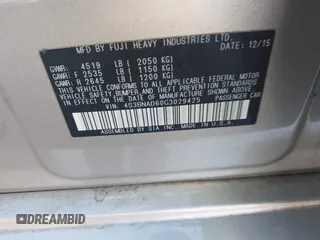 MFD. BY FUJI HEAVY INDUSTRIES LTD.
DATE: 12/15
GVWR: 4519 LB ( 2050 KG)
GAWR: F 2535 LB ( 1150 KG)
GAWR: R 2645 LB ( 1200 KG)
THIS VEHICLE CONFORMS TO ALL APPLICABLE FEDERAL MOTOR
VEHICLE SAFETY, BUMPER, AND THEFT PREVENTION STANDARDS
IN EFFECT ON THE DATE OF MANUFACTURE SHOWN ABOVE.
VIN: 4S3BNAD60G3029425 PASSENGER CAR
ASSEMBLED BY SIA INC. MADE IN U.S.A.
DREAMBID